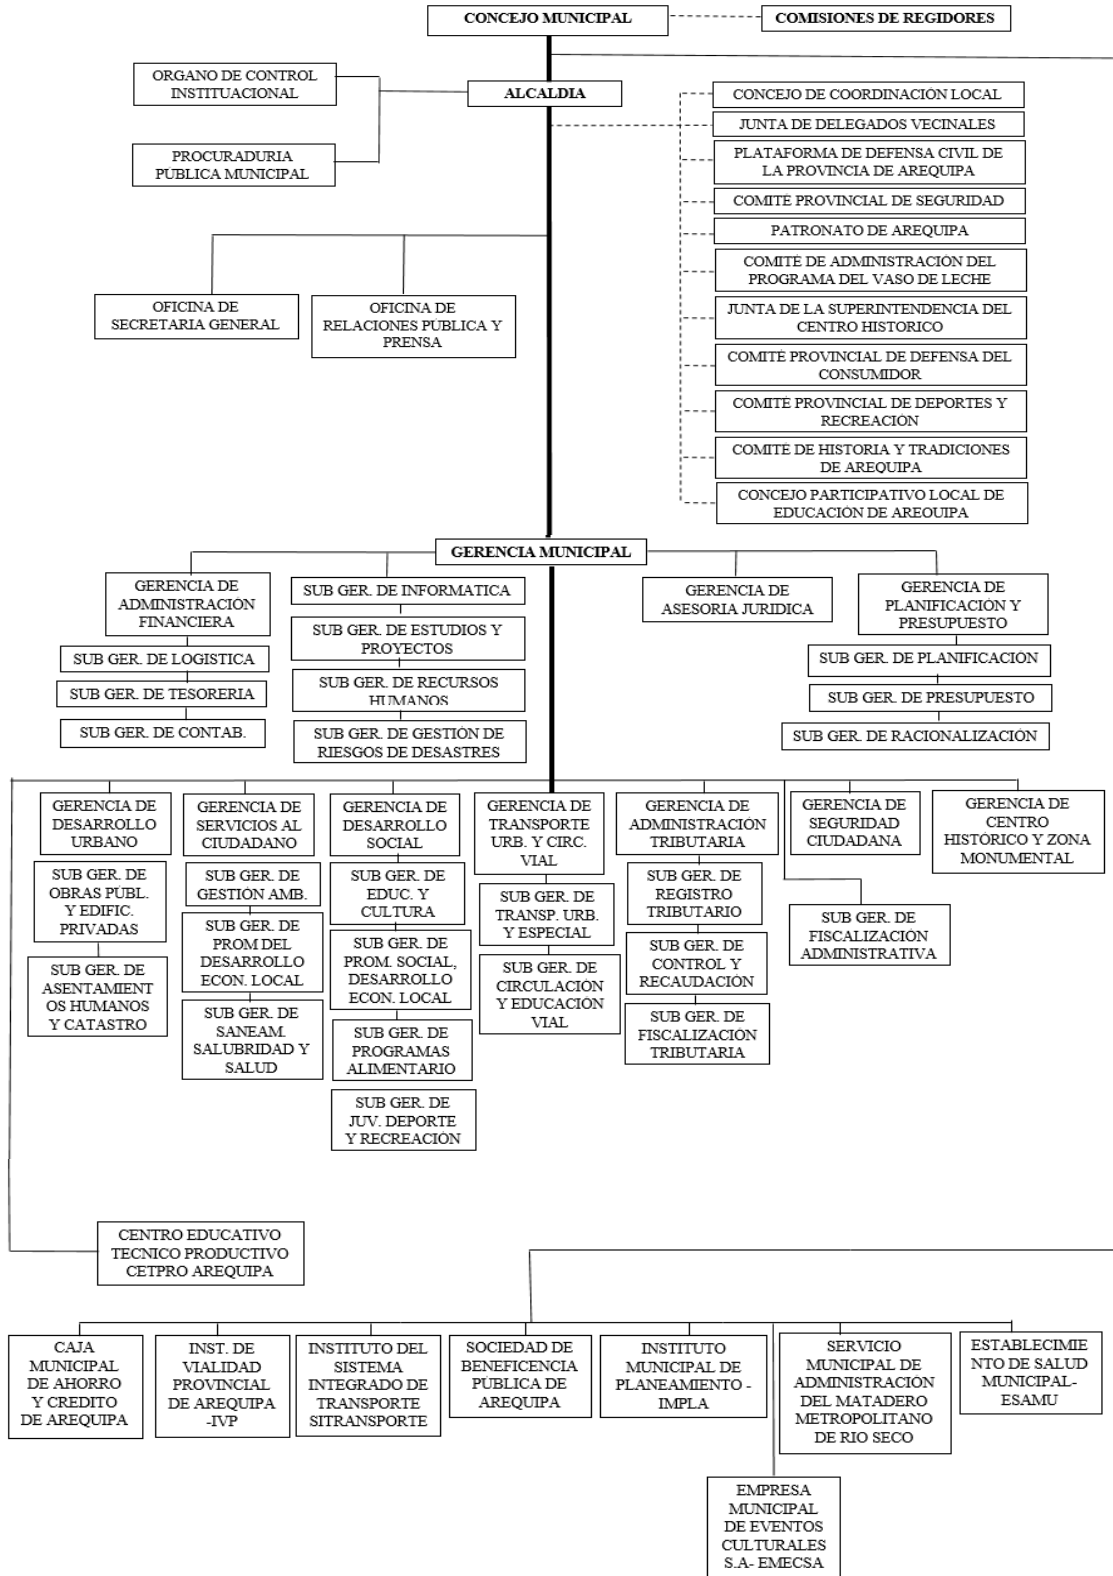 CONCEJO MUNICIPAL
COMISIONES DE REGIDORES
ORGANO DE CONTROL
INSTITUACIONAL
ALCALDIA
PROCURADURIA
PÚBLICA MUNICIPAL
CONCEJO DE COORDINACIÓN LOCAL
JUNTA DE DELEGADOS VECINALES
PLATAFORMA DE DEFENSA CIVIL DE
LA PROVINCIA DE AREQUIPA
COMITÉ PROVINCIAL DE SEGURIDAD
PATRONATO DE AREQUIPA
COMITÉ DE ADMINISTRACIÓN DEL
PROGRAMA DEL VASO DE LECHE
JUNTA DE LA SUPERINTENDENCIA DEL
CENTRO HISTORICO
COMITÉ PROVINCIAL DE DEFENSA DEL
CONSUMIDOR
COMITÉ PROVINCIAL DE DEPORTES Y
RECREACIÓN
COMITÉ DE HISTORIA Y TRADICIONES
DE AREQUIPA
CONCEJO PARTICIPATIVO LOCAL DE
EDUCACIÓN DE AREQUIPA
OFICINA DE
SECRETARIA GENERAL
OFICINA DE
RELACIONES PÚBLICA Y
PRENSA
GERENCIA MUNICIPAL
GERENCIA DE
ADMINISTRACIÓN
FINANCIERA
SUB GER. DE LOGISTICA
SUB GER. DE TESORERIA
SUB GER. DE CONTAB.
SUB GER. DE INFORMATICA
SUB GER. DE ESTUDIOS Y
PROYECTOS
SUB GER. DE RECURSOS
HUMANOS
SUB GER. DE GESTIÓN DE
RIESGOS DE DESASTRES
GERENCIA DE
ASESORIA JURIDICA
GERENCIA DE
PLANIFICACIÓN Y
PRESUPUESTO
SUB GER. DE PLANIFICACIÓN
SUB GER. DE PRESUPUESTO
SUB GER. DE RACIONALIZACIÓN
GERENCIA DE
DESARROLLO
URBANO
SUB GER. DE
OBRAS PÚBL.
Y EDIFIC.
PRIVADAS
SUB GER. DE
ASENTAMIENT
OS HUMANOS
Y CATASTRO
GERENCIA DE
SERVICIOS AL
CIUDADANO
SUB GER. DE
GESTIÓN AMB.
SUB GER. DE
PROM DEL
DESARROLLO
ECON. LOCAL
SUB GER. DE
SANEAM.
SALUBRIDAD Y
SALUD
GERENCIA DE
DESARROLLO
SOCIAL
SUB GER. DE
EDUC. Y
CULTURA
SUB GER. DE
PROM. SOCIAL,
DESARROLLO
ECON. LOCAL
SUB GER. DE
PROGRAMAS
ALIMENTARIO
SUB GER. DE
JUV. DEPORTE
Y RECREACIÓN
GERENCIA DE
TRANSPORTE
URB. Y CIRC.
VIAL
SUB GER. DE
TRANSP. URB.
Y ESPECIAL
SUB GER. DE
CIRCULACIÓN
Y EDUCACIÓN
VIAL
GERENCIA DE
ADMINISTRACIÓN
TRIBUTARIA
SUB GER. DE
REGISTRO
TRIBUTARIO
SUB GER. DE
CONTROL Y
RECAUDACIÓN
SUB GER. DE
FISCALIZACIÓN
TRIBUTARIA
GERENCIA DE
SEGURIDAD
CIUDADANA
SUB GER. DE
FISCALIZACIÓN
ADMINISTRATIVA
GERENCIA DE
CENTRO
HISTÓRICO Y ZONA
MONUMENTAL
CENTRO EDUCATIVO
TECNICO PRODUCTIVO
CETPRO AREQUIPA
CAJA
MUNICIPAL
DE AHORRO
Y CREDITO
DE AREQUIPA
INST. DE
VIALIDAD
PROVINCIAL
DE AREQUIPA
-IVP
INSTITUTO DEL
SISTEMA
INTEGRADO DE
TRANSPORTE
SITRANSPORTE
SOCIEDAD DE
BENEFICENCIA
PÚBLICA DE
AREQUIPA
INSTITUTO
MUNICIPAL DE
PLANEAMIENTO -
IMPLA
SERVICIO
MUNICIPAL DE
ADMINISTRACIÓN
DEL MATADERO
METROPOLITANO
DE RIO SECO
ESTABLECIMIE
NTO DE SALUD
MUNICIPAL-
ESAMU
EMPRESA
MUNICIPAL
DE EVENTOS
CULTURALES
S.A- EMECSA